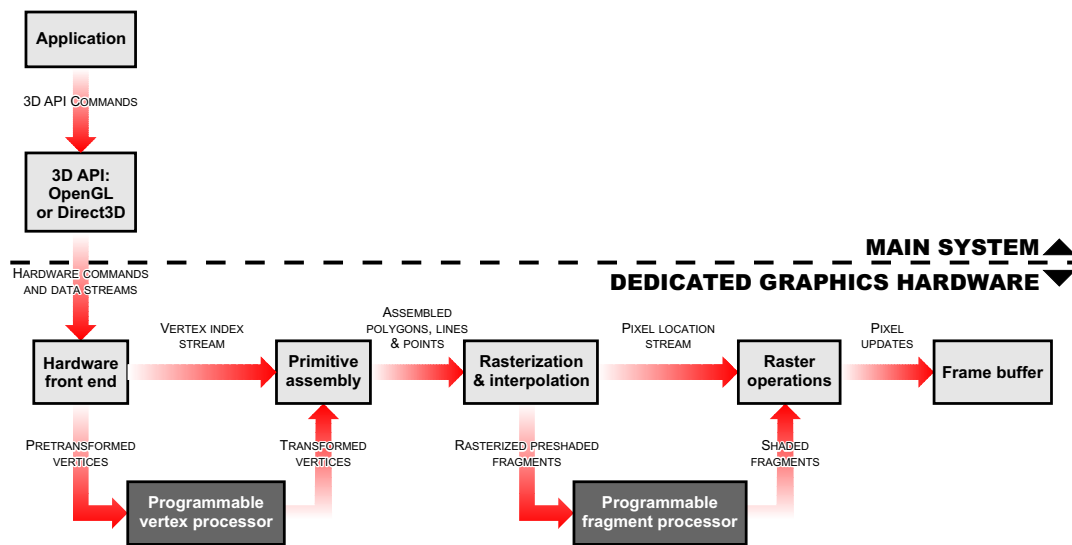 Application
3D API Commands
3D API:
OpenGL
or Direct3D
MAIN SYSTEM
DEDICATED GRAPHICS HARDWARE
Hardware commands
and data streams
Hardware
front end
Vertex index
stream
Primitive
assembly
Assembled
polygons, lines
& points
Rasterization
& interpolation
Pixel location
stream
Raster
operations
Pixel
updates
Frame buffer
Pretransformed
vertices
Transformed
vertices
Rasterized preshaded
fragments
Shaded
fragments
Programmable
vertex processor
Programmable
fragment processor